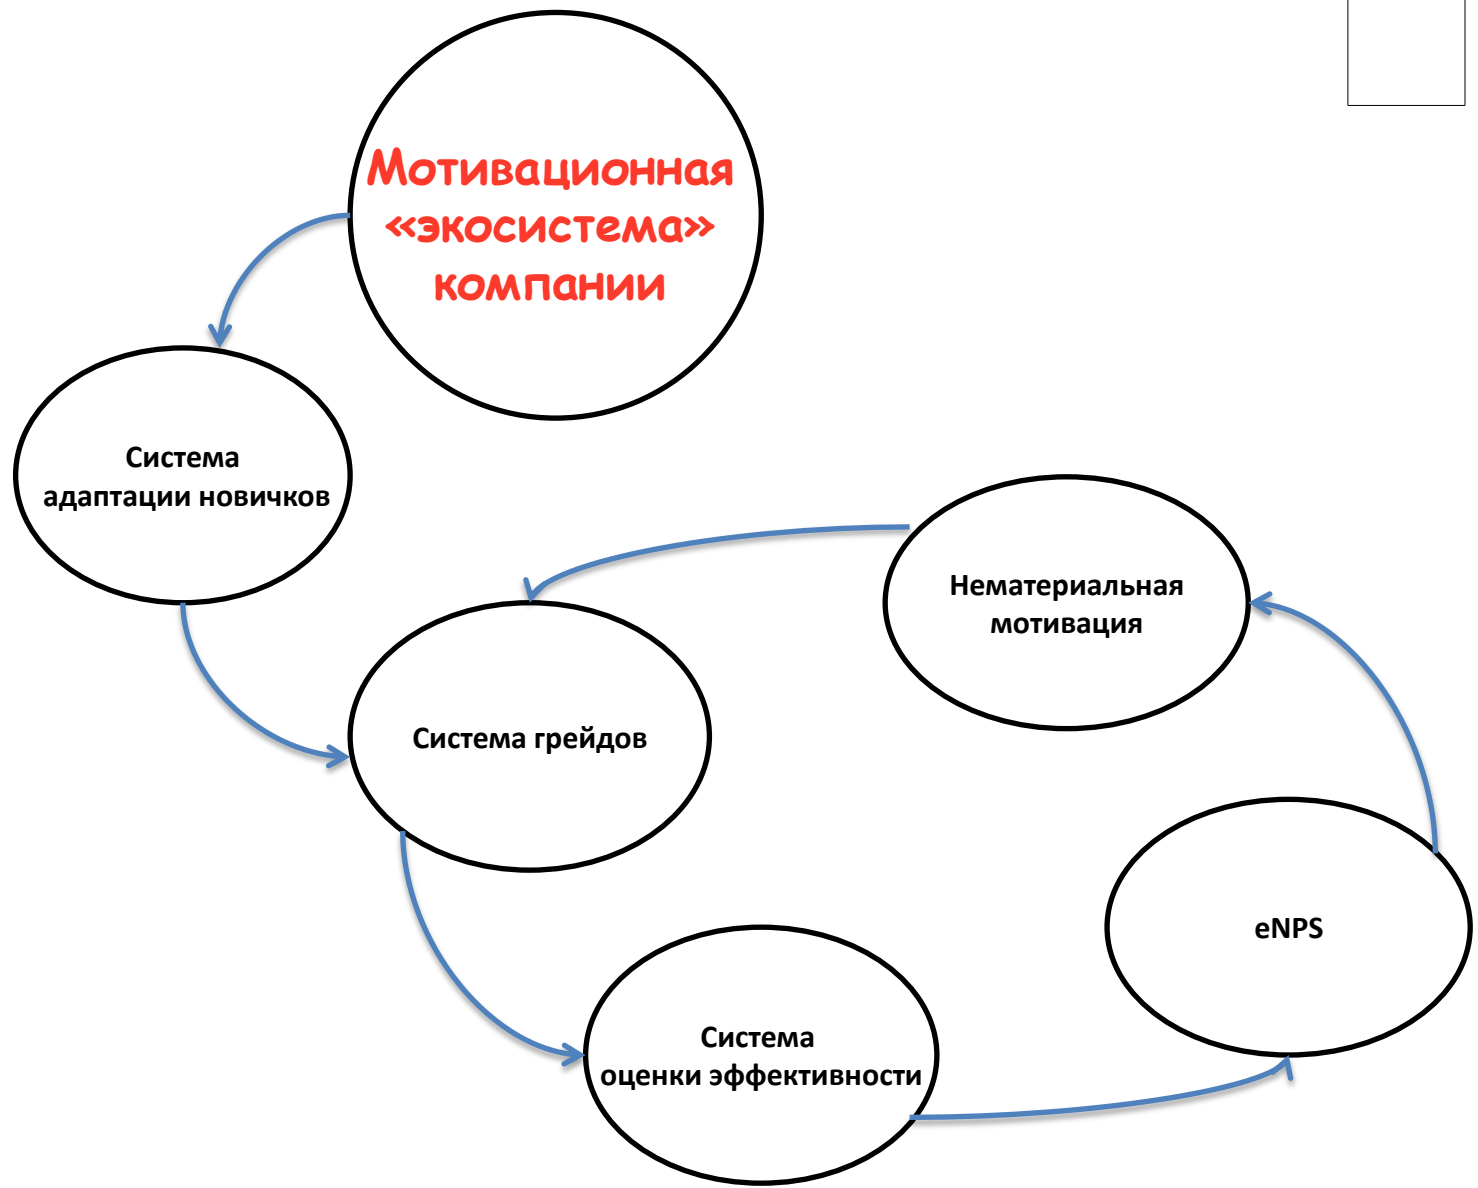 Мотивационная
«экосистема»
компании
Система
адаптации новичков
Нематериальная
мотивация
Система грейдов
eNPS
Система
оценки эффективности